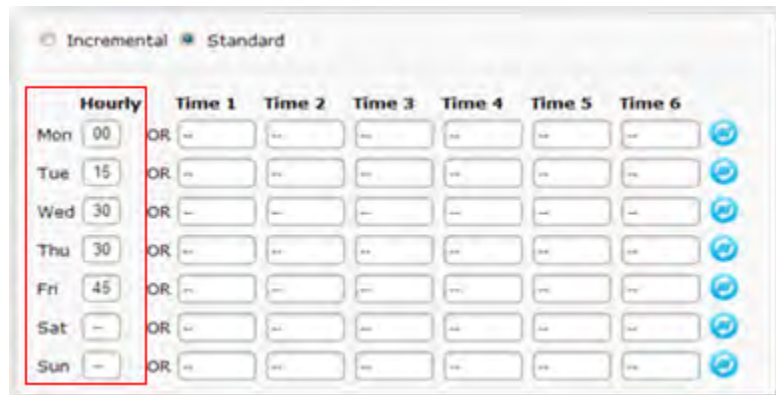 Incremental Standard
Hourly Time 1 Time 2 Time 3 Time 4 Time 5 Time 6
Mon 00 OR -- -- -- -- -- --
Tue 15 OR -- -- -- -- -- --
Wed 30 OR -- -- -- -- -- --
Thu 30 OR -- -- -- -- -- --
Fri 45 OR -- -- -- -- -- --
Sat -- OR -- -- -- -- -- --
Sun -- OR -- -- -- -- -- --